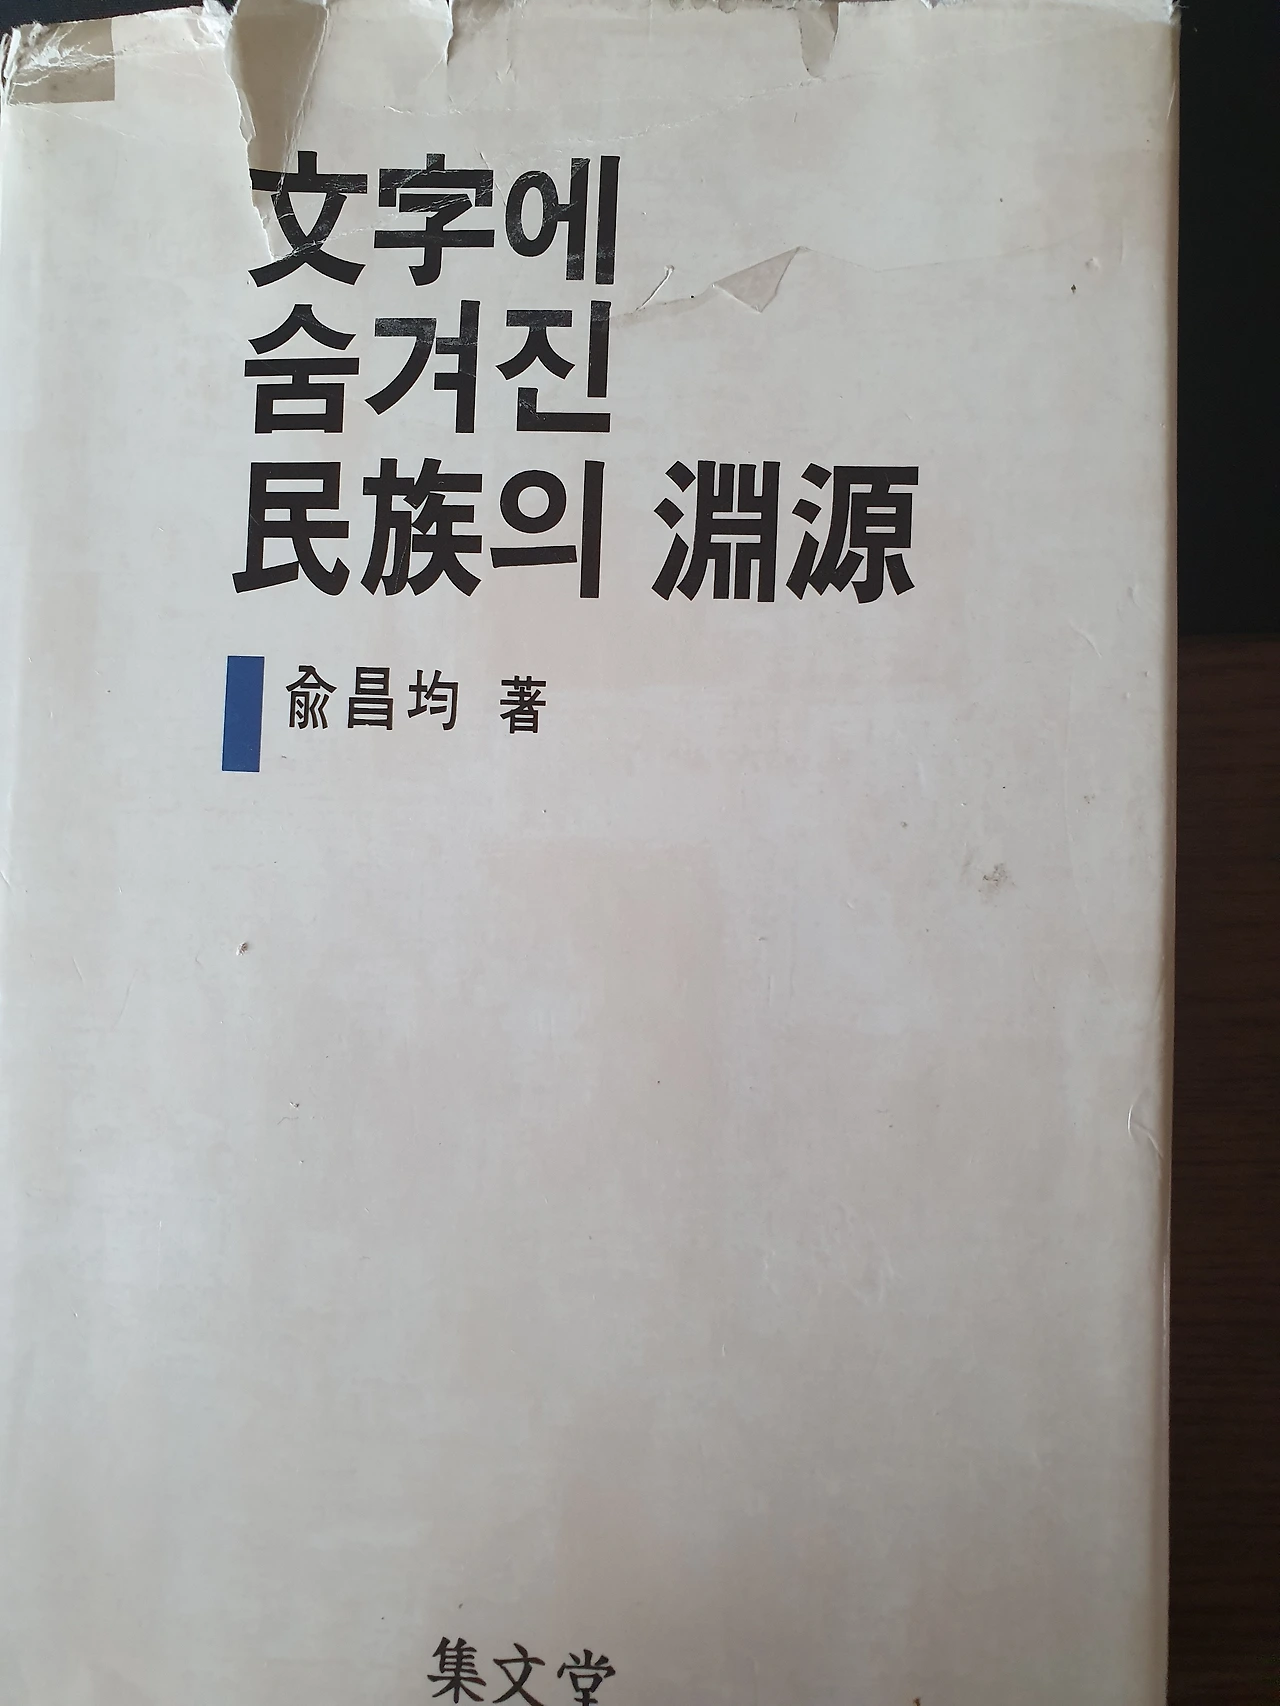 文字에
숨겨진
民族의 淵源
兪昌均 著
集文堂